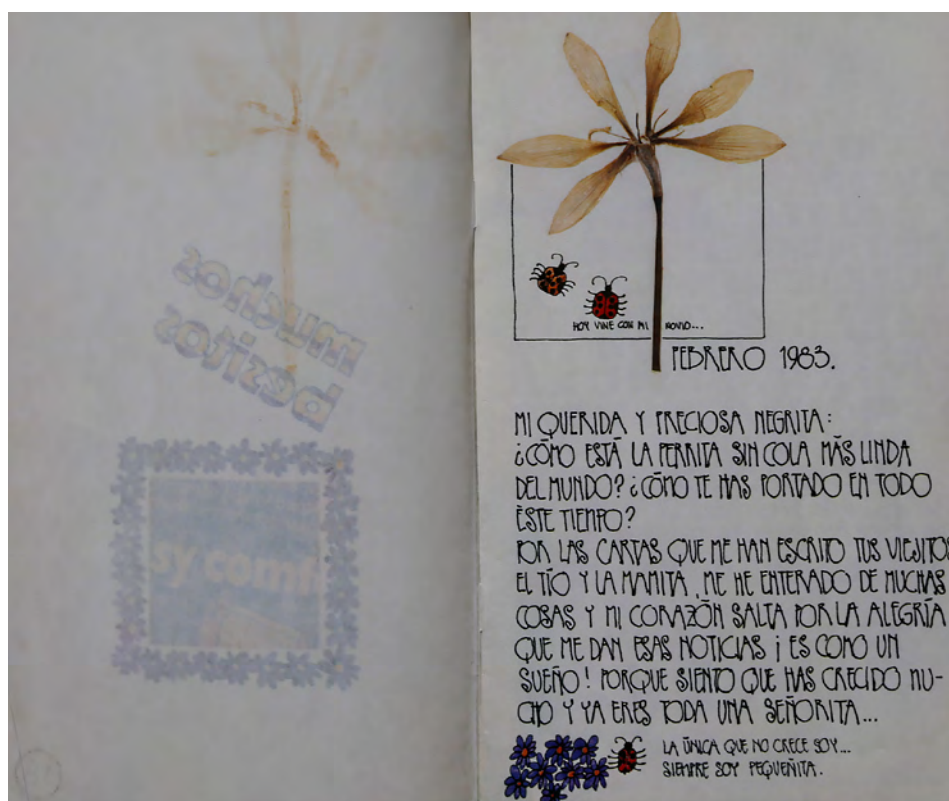 muchos
besitos
sy comf
HOY VINE CON MI NOVIO...
FEBRERO 1983.
MI QUERIDA Y PRECIOSA NEGRITA:
¿CÓMO ESTÁ LA PERRITA SIN COLA MÁS LINDA
DEL MUNDO? ¿CÓMO TE HAS PORTADO EN TODO
ÉSTE TIEMPO?
POR LAS CARTAS QUE ME HAN ESCRITO TUS VIEJITOS
EL TÍO Y LA MAMITA, ME HE ENTERADO DE MUCHAS
COSAS Y MI CORAZÓN SALTA POR LA ALEGRÍA
QUE ME DAN ESAS NOTICIAS ¡ ES COMO UN
SUEÑO! PORQUE SIENTO QUE HAS CRECIDO MU-
CHO Y YA ERES TODA UNA SEÑORITA...
LA ÚNICA QUE NO CRECE SOY...
SIEMPRE SOY PEQUEÑITA.